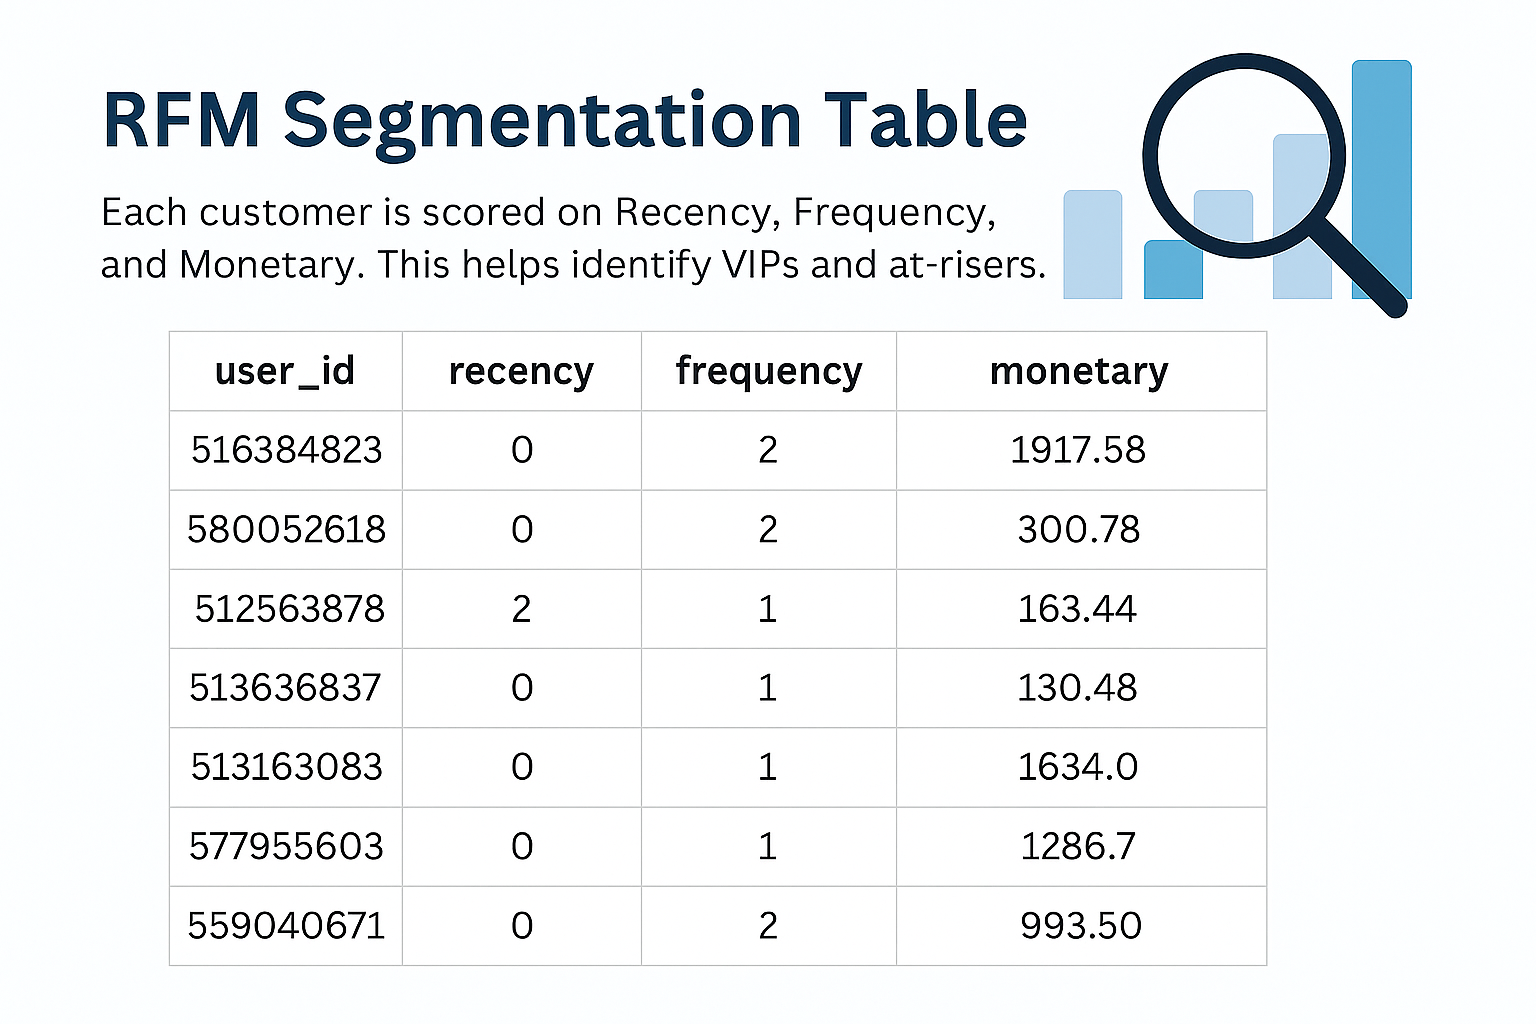 RFM Segmentation Table
Each customer is scored on Recency, Frequency,
and Monetary. This helps identify VIPs and at-risers.
user_id recency frequency monetary
516384823 0 2 1917.58
580052618 0 2 300.78
512563878 2 1 163.44
513636837 0 1 130.48
513163083 0 1 1634.0
577955603 0 1 1286.7
559040671 0 2 993.50